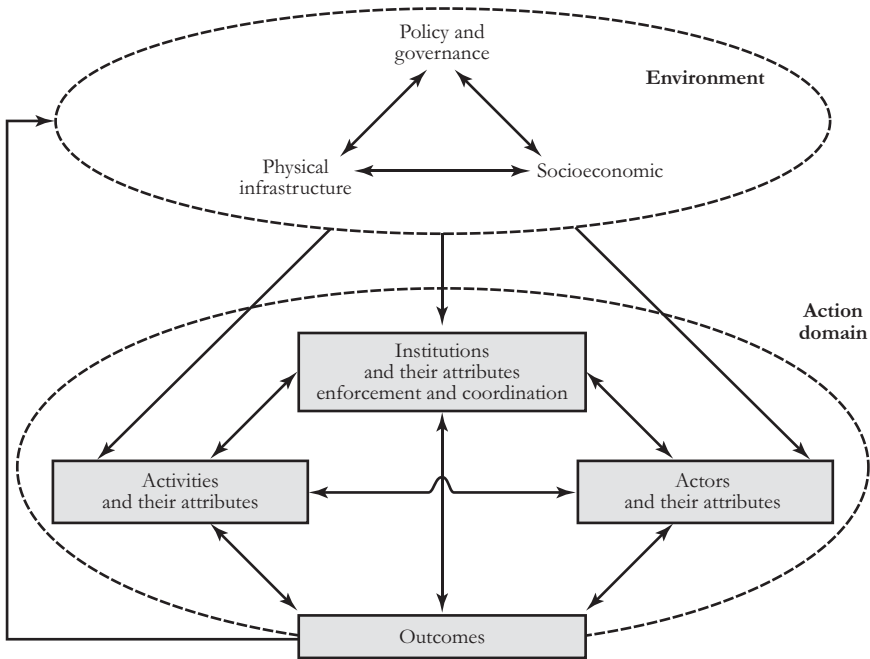 Policy and
governance
Environment
Physical
infrastructure
Socioeconomic
Action
domain
Institutions
and their attributes
enforcement and coordination
Activities
and their attributes
Actors
and their attributes
Outcomes